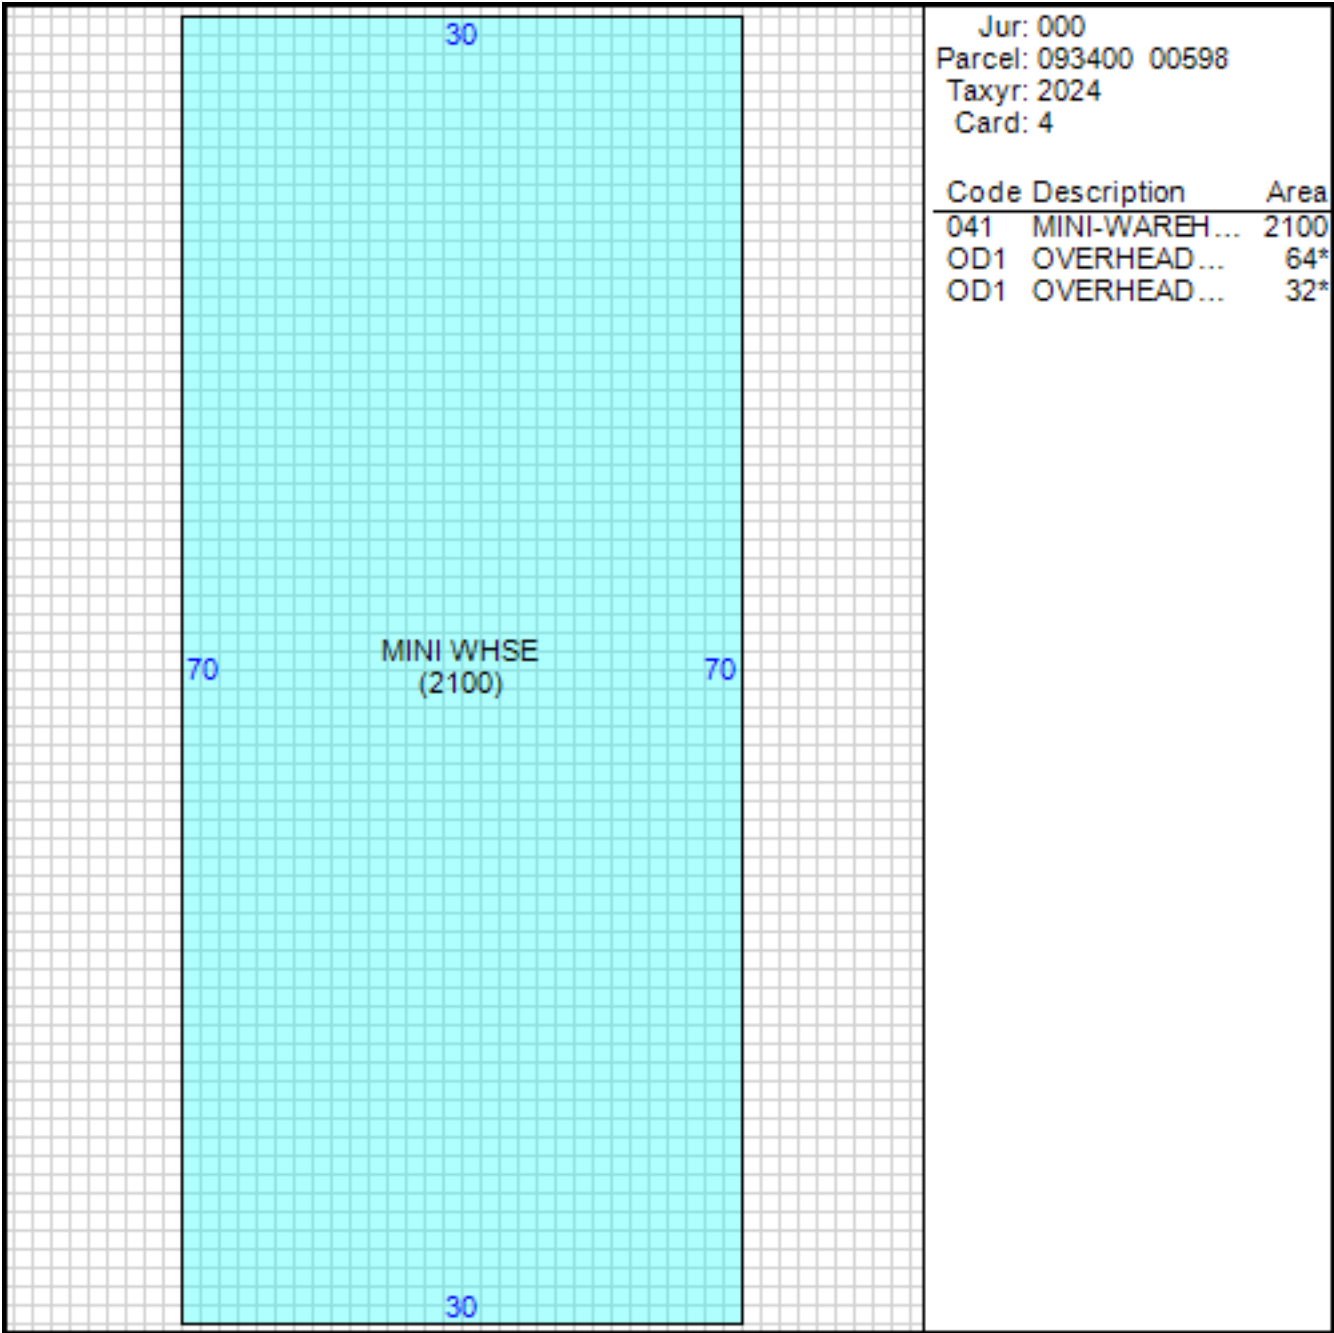 30
70
MINI WHSE
(2100)
70
30
Jur: 000
Parcel: 093400 00598
Taxyr: 2024
Card: 4
Code Description Area
041 MINI-WAREH... 2100
OD1 OVERHEAD... 64*
OD1 OVERHEAD... 32*